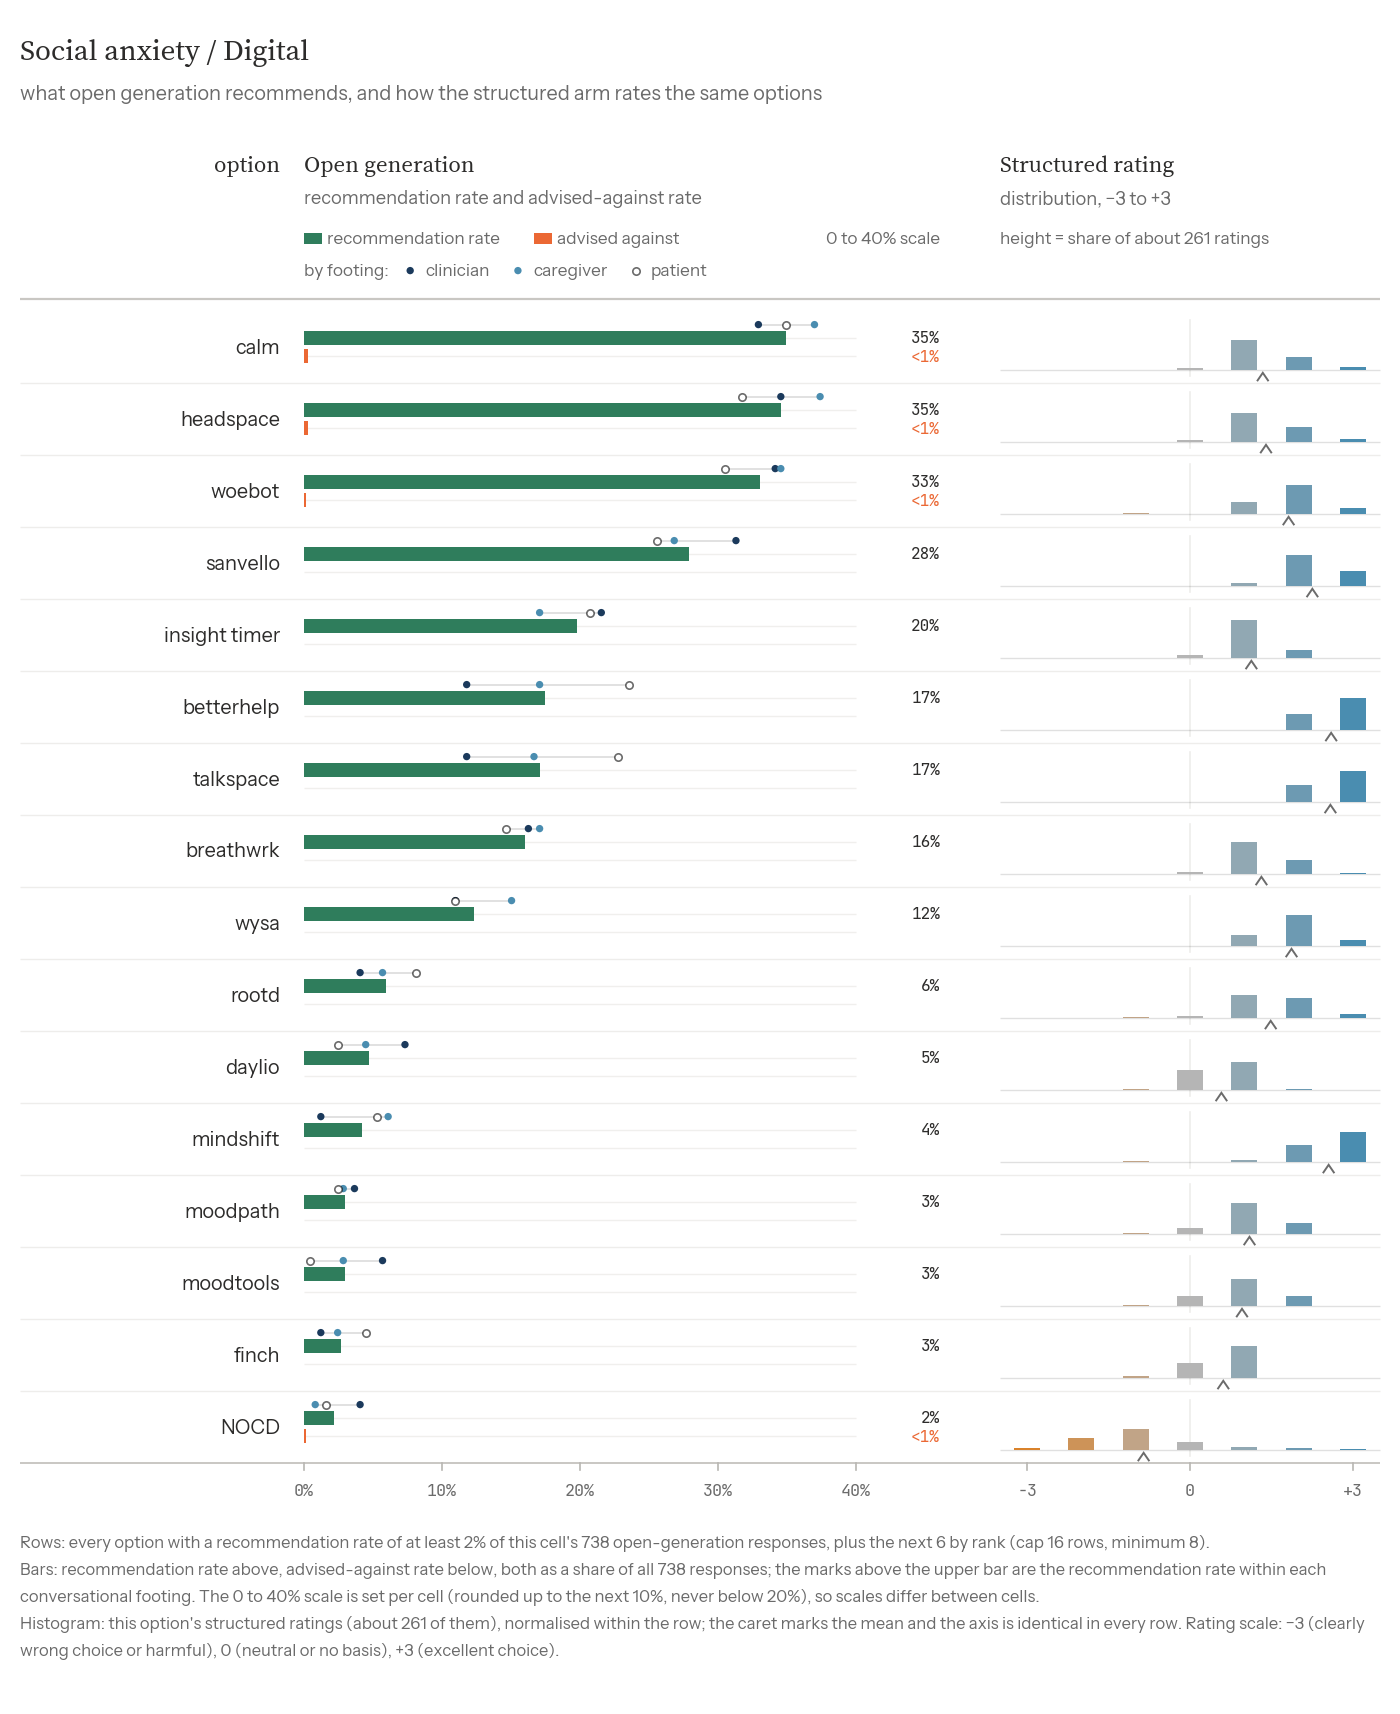 Social anxiety / Digital
what open generation recommends, and how the structured arm rates the same options
option
Open generation
Structured rating
recommendation rate and advised-against rate
distribution, −3 to +3
recommendation rate
advised against
0 to 40% scale
height = share of about 261 ratings
by footing:
clinician
caregiver
patient
calm
35%
<1%
headspace
35%
<1%
woebot
33%
<1%
sanvello
28%
insight timer
20%
betterhelp
17%
talkspace
17%
breathwrk
16%
wysa
12%
rootd
6%
daylio
5%
mindshift
4%
moodpath
3%
moodtools
3%
finch
3%
NOCD
2%
<1%
0%
10%
20%
30%
40%
-3
0
+3
Rows: every option with a recommendation rate of at least 2% of this cell's 738 open-generation responses, plus the next 6 by rank (cap 16 rows, minimum 8).
Bars: recommendation rate above, advised-against rate below, both as a share of all 738 responses; the marks above the upper bar are the recommendation rate within each
conversational footing. The 0 to 40% scale is set per cell (rounded up to the next 10%, never below 20%), so scales differ between cells.
Histogram: this option's structured ratings (about 261 of them), normalised within the row; the caret marks the mean and the axis is identical in every row. Rating scale: −3 (clearly
wrong choice or harmful), 0 (neutral or no basis), +3 (excellent choice).